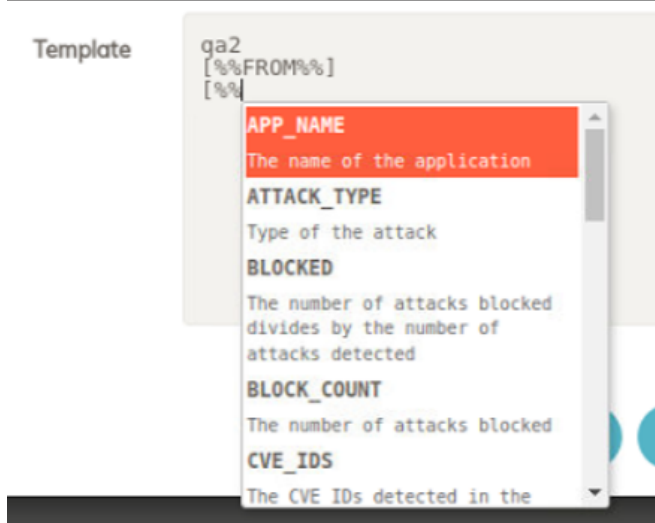 Template
qa2
[%%FROM%%]
[%%
APP_NAME
The name of the application
ATTACK_TYPE
Type of the attack
BLOCKED
The number of attacks blocked
divides by the number of
attacks detected
BLOCK_COUNT
The number of attacks blocked
CVE_IDS
The CVE IDs detected in the